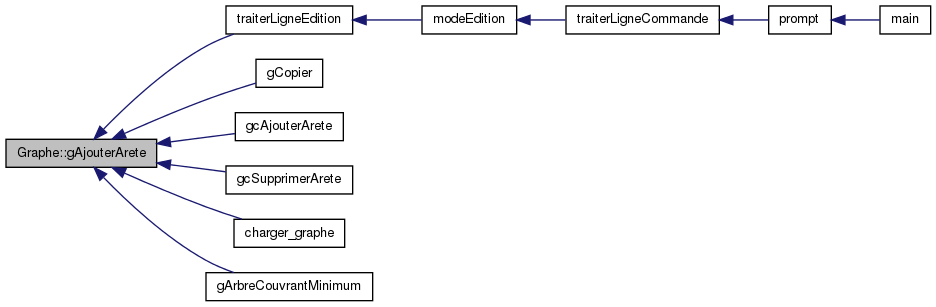 traiterLigneEdition
modeEdition
traiterLigneCommande
prompt
main
gCopier
gcAjouterArete
Graphe::gAjouterArete
gcSupprimerArete
charger_graphe
gArbreCouvrantMinimum